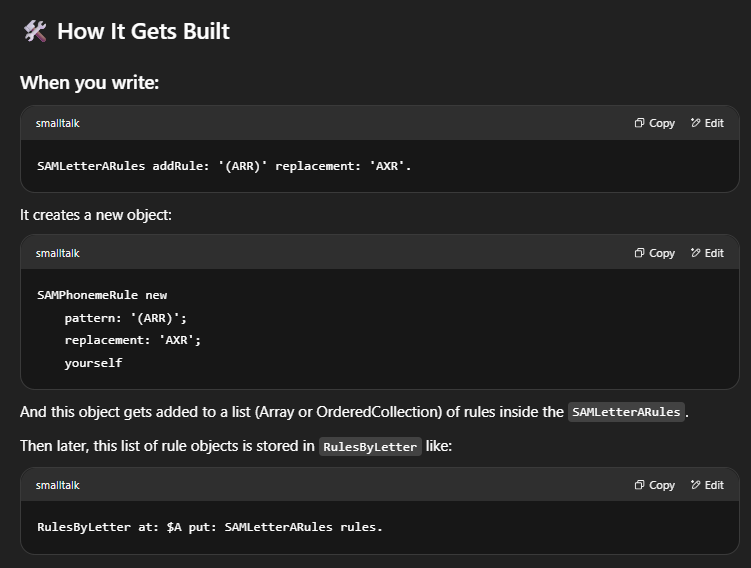 🛠 How It Gets Built
When you write:
smalltalk Copy Edit
SAMLetterARules addRule: '(ARR)' replacement: 'AXR'.
It creates a new object:
smalltalk Copy Edit
SAMPhonemeRule new
    pattern: '(ARR)';
    replacement: 'AXR';
    yourself
And this object gets added to a list (Array or OrderedCollection) of rules inside the SAMLetterARules.
Then later, this list of rule objects is stored in RulesByLetter like:
smalltalk Copy Edit
RulesByLetter at: $A put: SAMLetterARules rules.